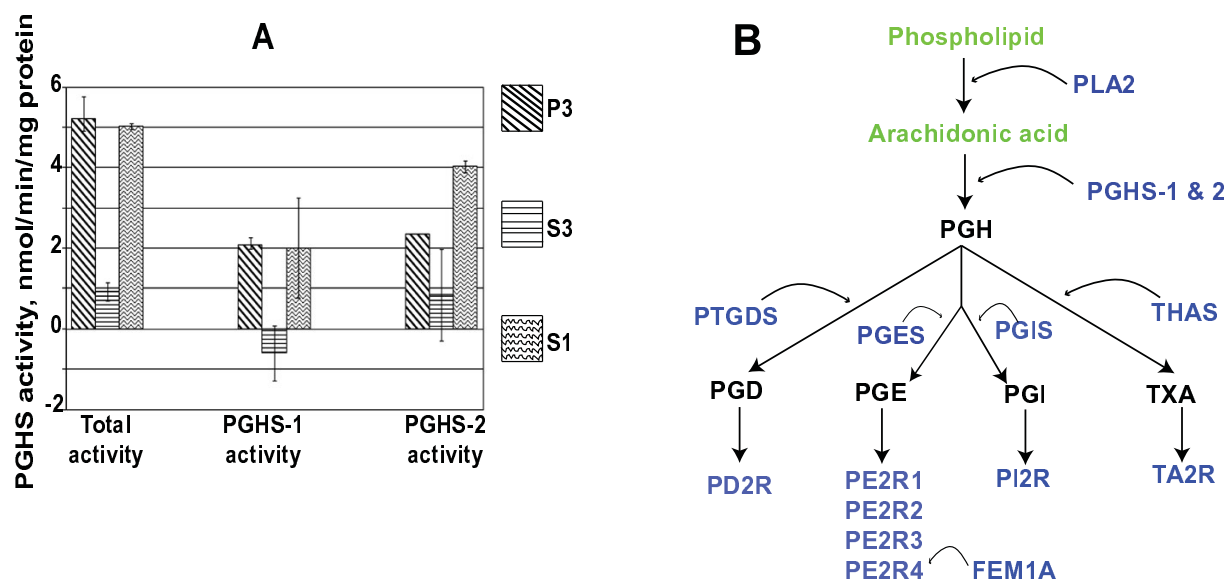 A
PGHS activity, nmol/min/mg protein
6
4
2
0
-2
Total
activity
PGHS-1
activity
PGHS-2
activity
P3
S3
S1
B
Phospholipid
PLA2
Arachidonic acid
PGHS-1 & 2
PGH
PTGDS
PGES
PGIS
THAS
PGD
PGE
PGI
TXA
PD2R
PE2R1
PE2R2
PE2R3
PE2R4
PI2R
TA2R
FEM1A